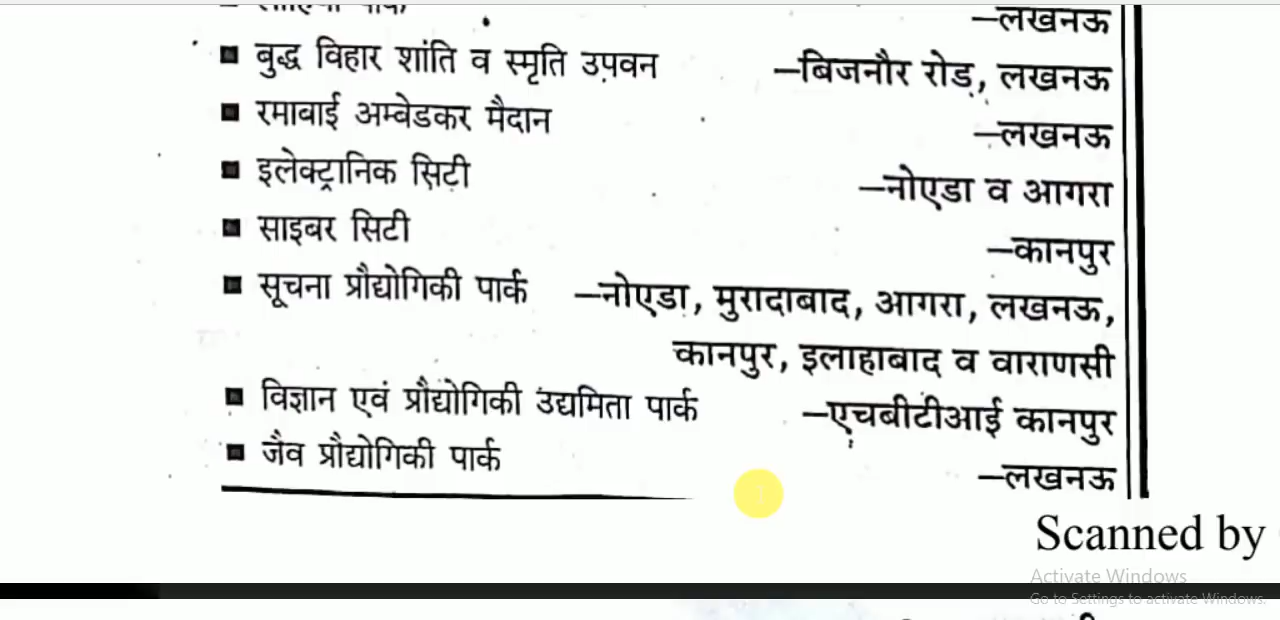 –लखनऊ
■ बुद्ध विहार शांति व स्मृति उपवन –बिजनौर रोड, लखनऊ
■ रमाबाई अम्बेडकर मैदान –लखनऊ
■ इलेक्ट्रानिक सिटी –नोएडा व आगरा
■ साइबर सिटी –कानपुर
■ सूचना प्रौद्योगिकी पार्क –नोएडा, मुरादाबाद, आगरा, लखनऊ,
कानपुर, इलाहाबाद व वाराणसी
■ विज्ञान एवं प्रौद्योगिकी उद्यमिता पार्क –एचबीटीआई कानपुर
■ जैव प्रौद्योगिकी पार्क –लखनऊ
Scanned by
Activate Windows
Go to Settings to activate Windows.